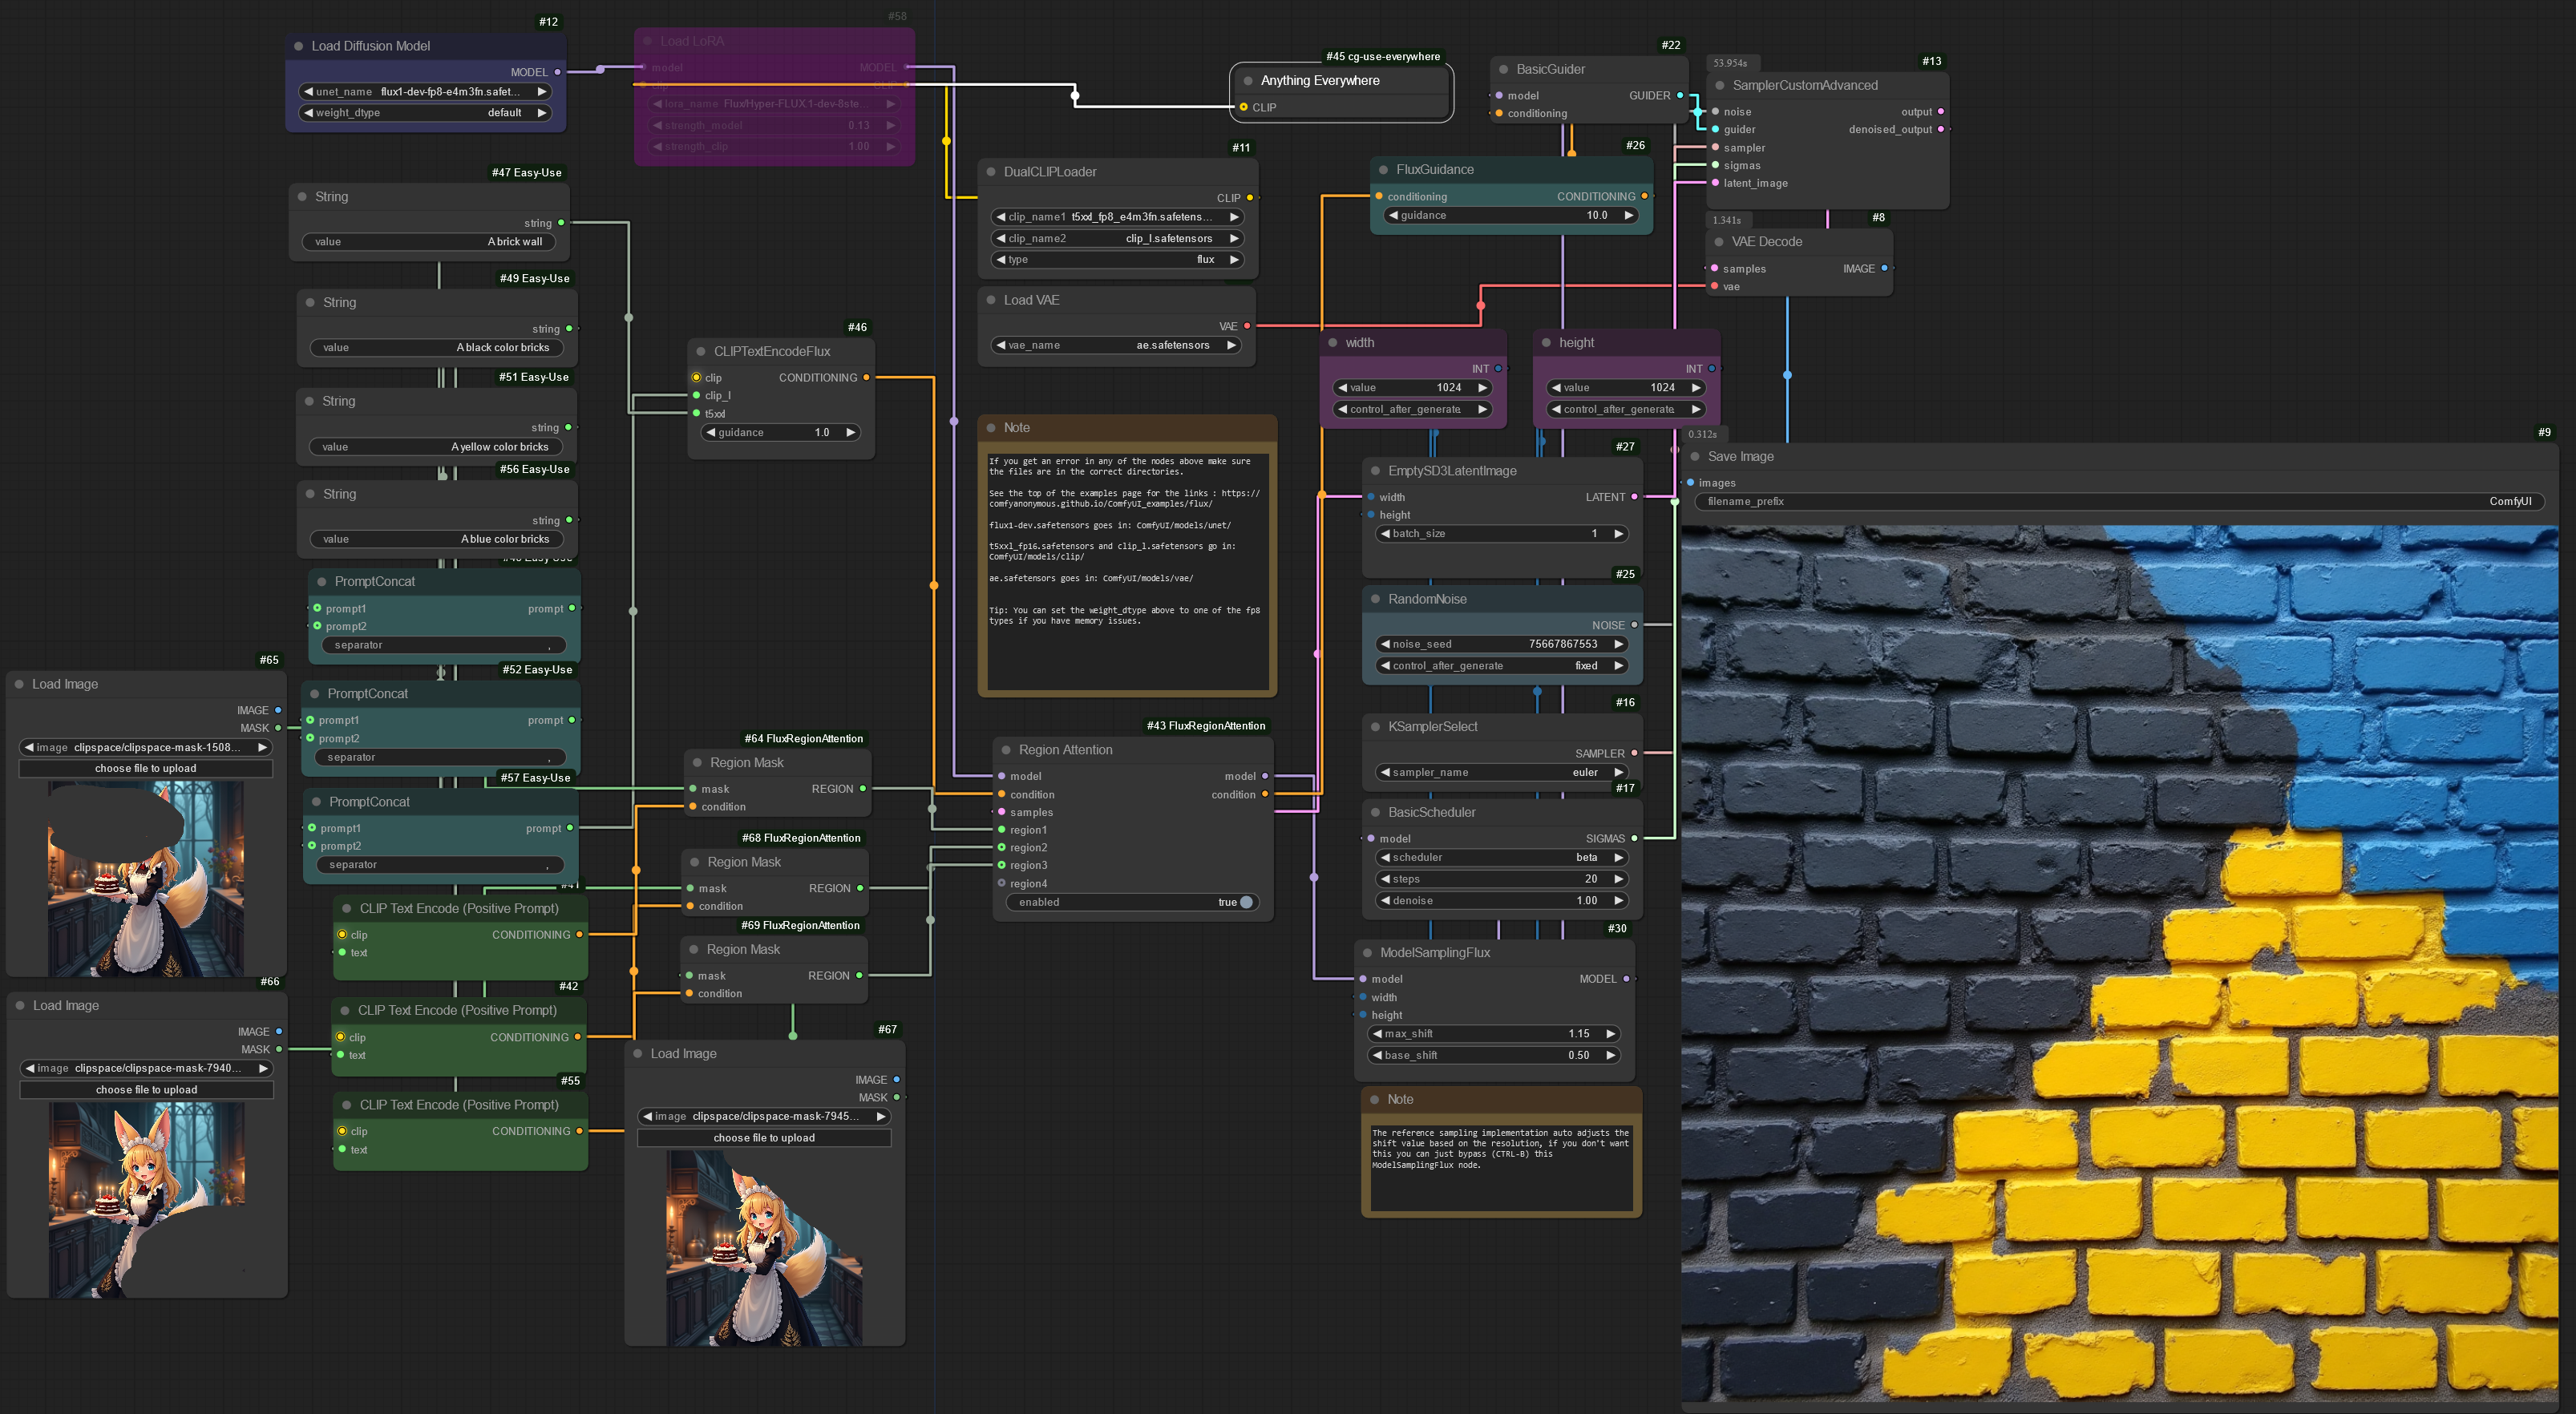 #12
Load Diffusion Model
MODEL
unet_name flux1-dev-fp8-e4m3fn.safet...
weight_dtype default
#58
Load LoRA
model MODEL
clip CLIP
lora_name Flux/Hyper-FLUX.1-dev-8ste...
strength_model 0.13
strength_clip 1.00
#45 cg-use-everywhere
Anything Everywhere
CLIP
#22
BasicGuider
model GUIDER
conditioning
53.954s
#13
SamplerCustomAdvanced
noise output
guider denoised_output
sampler
sigmas
latent_image
#47 Easy-Use
String
string
value A brick wall
#49 Easy-Use
String
string
value A black color bricks
#51 Easy-Use
String
string
value A yellow color bricks
#56 Easy-Use
String
string
value A blue color bricks
#11
DualCLIPLoader
CLIP
clip_name1 t5xxl_fp8_e4m3fn.safetens...
clip_name2 clip_l.safetensors
type flux
#26
FluxGuidance
conditioning CONDITIONING
guidance 10.0
1.341s
#8
VAE Decode
samples IMAGE
vae
Load VAE
VAE
vae_name ae.safetensors
#46
CLIPTextEncodeFlux
clip CONDITIONING
clip_l
t5xxl
guidance 1.0
width
INT
value 1024
control_after_generate
height
INT
value 1024
control_after_generate
Note
If you get an error in any of the nodes above make sure
the files are in the correct directories.
See the top of the examples page for the links : https://
comfyanonymous.github.io/ComfyUI_examples/flux/
flux1-dev.safetensors goes in: ComfyUI/models/unet/
t5xxl_fp16.safetensors and clip_l.safetensors go in:
ComfyUI/models/clip/
ae.safetensors goes in: ComfyUI/models/vae/
Tip: You can set the weight_dtype above to one of the fp8
types if you have memory issues.
#27
EmptySD3LatentImage
width LATENT
height
batch_size 1
0.312s
#9
Save Image
images
filename_prefix ComfyUI
#25
RandomNoise
NOISE
noise_seed 75667867553
control_after_generate fixed
#16
KSamplerSelect
SAMPLER
sampler_name euler
#17
BasicScheduler
model SIGMAS
scheduler beta
steps 20
denoise 1.00
#30
ModelSamplingFlux
model MODEL
width
height
max_shift 1.15
base_shift 0.50
Note
The reference sampling implementation auto adjusts the
shift value based on the resolution, if you don't want
this you can just bypass (CTRL-B) this
ModelSamplingFlux node.
PromptConcat
prompt1 prompt
prompt2
separator ,
#52 Easy-Use
PromptConcat
prompt1 prompt
prompt2
separator ,
#57 Easy-Use
PromptConcat
prompt1 prompt
prompt2
separator ,
#65
Load Image
IMAGE
MASK
image clipspace/clipspace-mask-1508...
choose file to upload
#66
Load Image
IMAGE
MASK
image clipspace/clipspace-mask-7940...
choose file to upload
CLIP Text Encode (Positive Prompt)
clip CONDITIONING
text
#42
CLIP Text Encode (Positive Prompt)
clip CONDITIONING
text
#55
CLIP Text Encode (Positive Prompt)
clip CONDITIONING
text
#64 FluxRegionAttention
Region Mask
mask REGION
condition
#68 FluxRegionAttention
Region Mask
mask REGION
condition
#69 FluxRegionAttention
Region Mask
mask REGION
condition
#67
Load Image
IMAGE
MASK
image clipspace/clipspace-mask-7945...
choose file to upload
#43 FluxRegionAttention
Region Attention
model model
condition condition
samples
region1
region2
region3
region4
enabled true